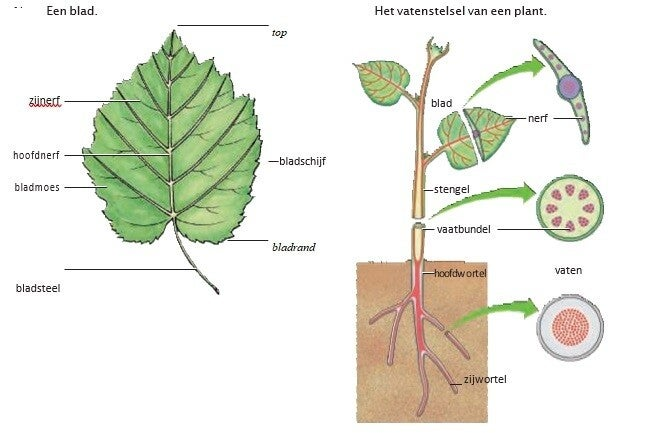 Een blad.
top
zijnerf
hoofdnerf
bladmoes
bladschijf
bladrand
bladsteel
Het vatenstelsel van een plant.
blad
nerf
stengel
vaatbundel
hoofdwortel
vaten
zijwortel